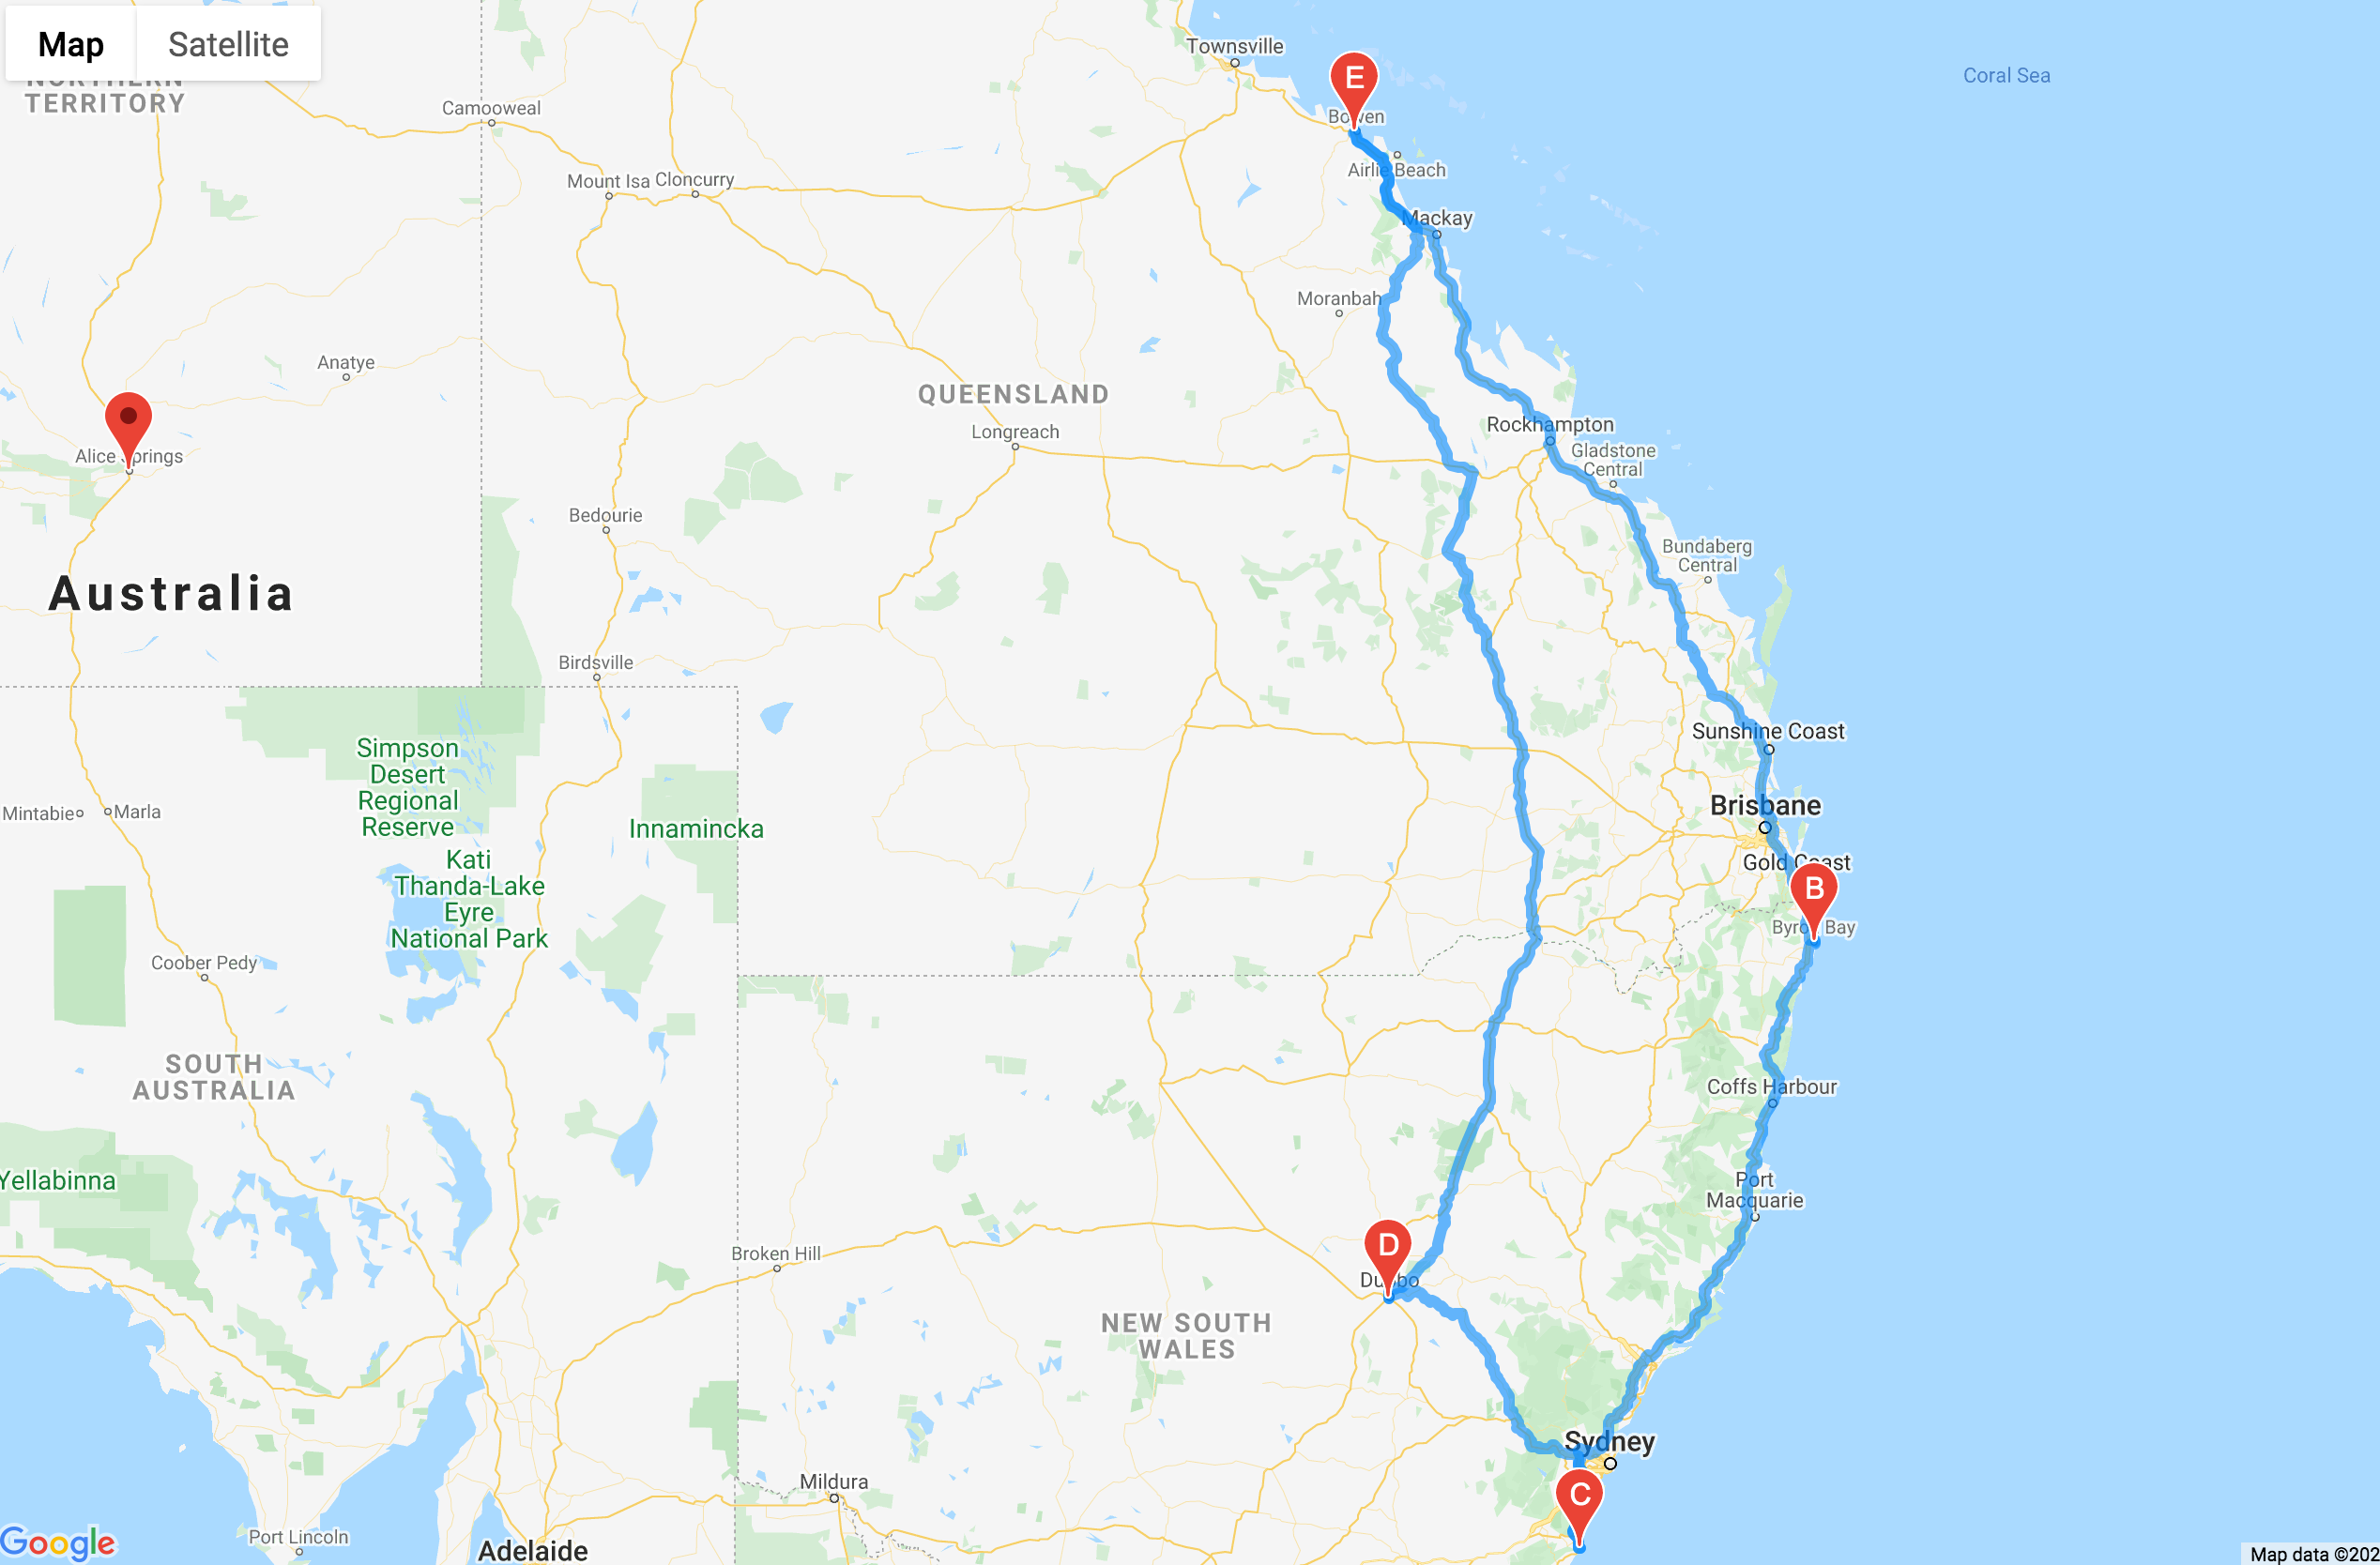 Map
Satellite
NORTHERN
TERRITORY
Townsville
Coral Sea
E
Bowen
Camooweal
Airlie Beach
Mount Isa
Cloncurry
Mackay
Moranbah
Anatye
QUEENSLAND
Longreach
Rockhampton
Alice Springs
Gladstone
Central
Bedourie
Bundaberg
Central
Australia
Birdsville
Simpson
Desert
Regional
Reserve
Sunshine Coast
Mintabie
Marla
Brisbane
Innamincka
Kati
Thanda-Lake
Eyre
National Park
Gold Coast
B
Byron Bay
Coober Pedy
SOUTH
AUSTRALIA
Coffs Harbour
Yellabinna
Port
Macquarie
Broken Hill
D
Dubbo
NEW SOUTH
WALES
Sydney
Mildura
C
Port Lincoln
Google
Adelaide
Map data ©202